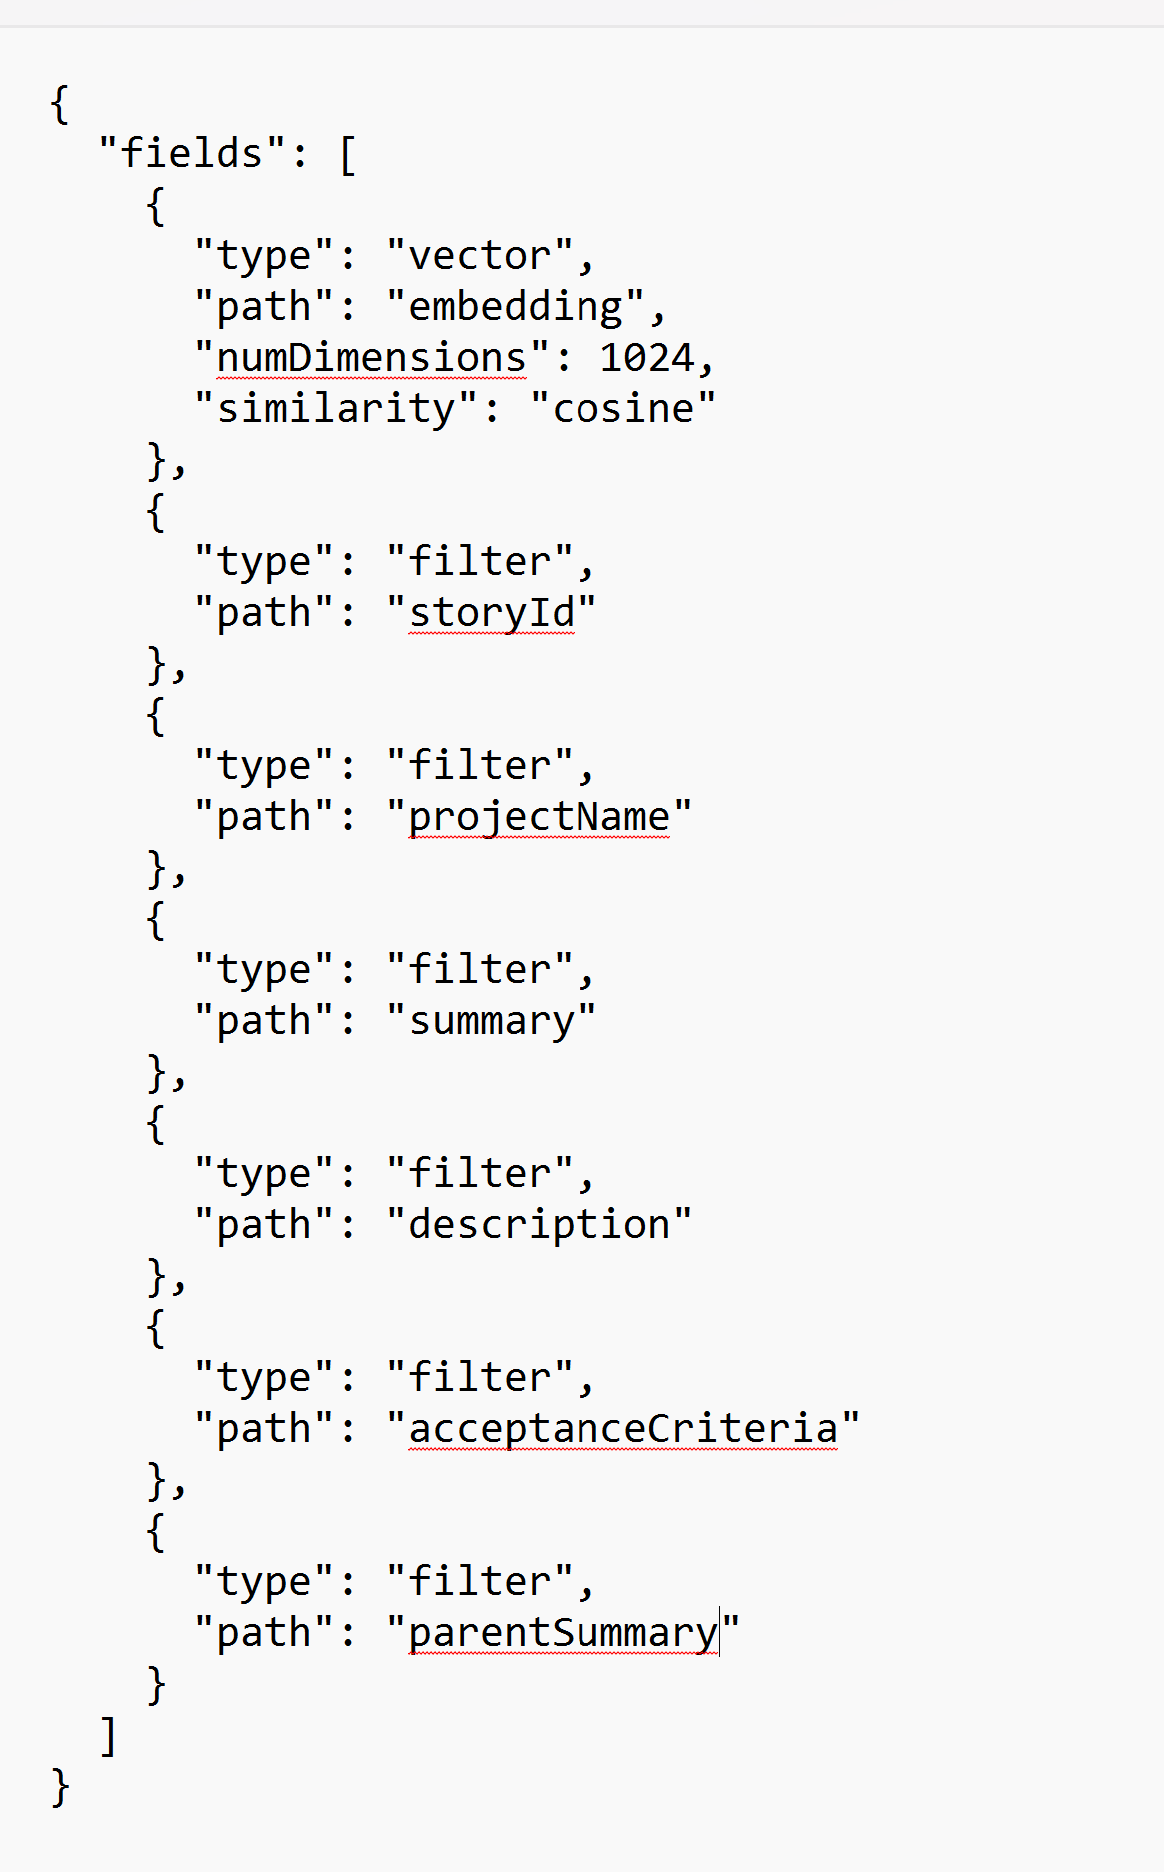 {
  "fields": [
    {
      "type": "vector",
      "path": "embedding",
      "numDimensions": 1024,
      "similarity": "cosine"
    },
    {
      "type": "filter",
      "path": "storyId"
    },
    {
      "type": "filter",
      "path": "projectName"
    },
    {
      "type": "filter",
      "path": "summary"
    },
    {
      "type": "filter",
      "path": "description"
    },
    {
      "type": "filter",
      "path": "acceptanceCriteria"
    },
    {
      "type": "filter",
      "path": "parentSummary"
    }
  ]
}